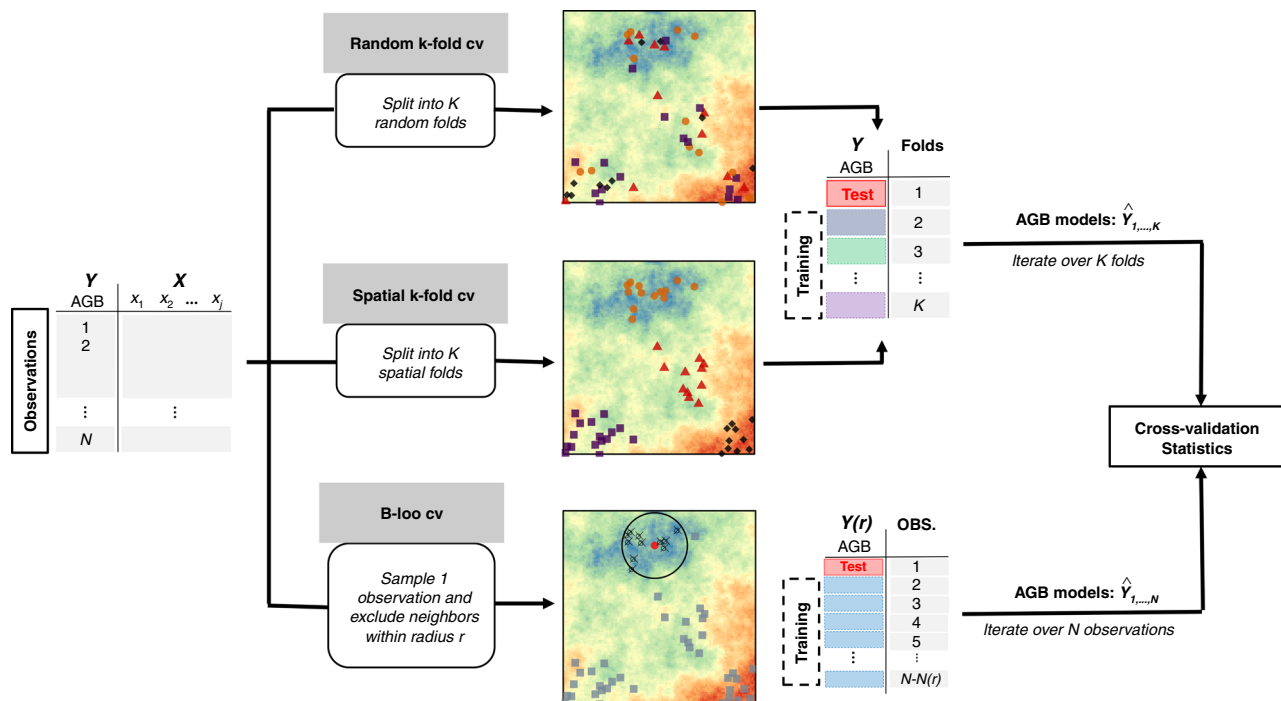 Observations
Y X
AGB x1 x2 ... xj
1
2
⋮ ⋮
N
Random k-fold cv
Split into K
random folds
Spatial k-fold cv
Split into K
spatial folds
B-loo cv
Sample 1
observation and
exclude neighbors
within radius r
Y Folds
AGB
Test 1
Training
2
3
⋮ ⋮
K
AGB models: Ŷ1,...,K
Iterate over K folds
Cross-validation
Statistics
Y(r) OBS.
AGB
Test 1
Training
2
3
4
5
⋮ ⋮
N-N(r)
AGB models: Ŷ1,...,N
Iterate over N observations